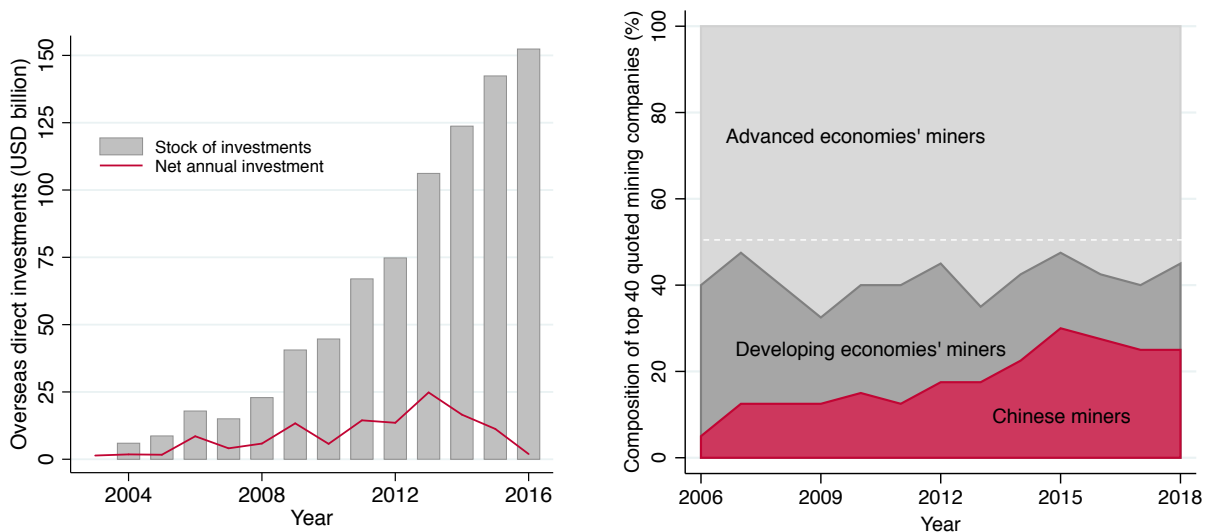 Overseas direct investments (USD billion)
150
125
100
75
50
25
0
Stock of investments
Net annual investment
2004
2008
2012
2016
Year
Composition of top 40 quoted mining companies (%)
100
80
60
40
20
0
Advanced economies' miners
Developing economies' miners
Chinese miners
2006
2009
2012
2015
2018
Year